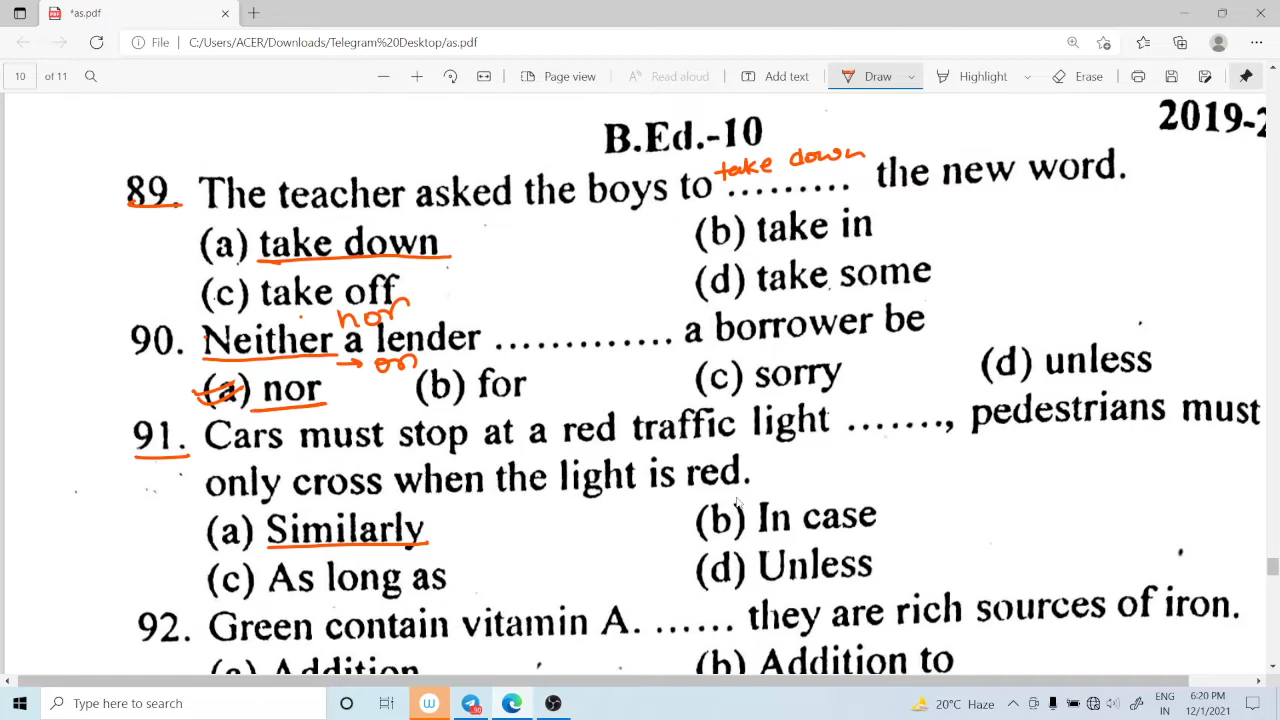 *as.pdf
File C:/Users/ACER/Downloads/Telegram%20Desktop/as.pdf
10 of 11 Page view Read aloud Add text Draw Highlight Erase
2019-2
B.Ed.-10
take down
89. The teacher asked the boys to ......... the new word.
(a) take down (b) take in
(c) take off (d) take some
nor
90. Neither a lender ............. a borrower be
→ or
(a) nor (b) for (c) sorry (d) unless
91. Cars must stop at a red traffic light ......., pedestrians must
only cross when the light is red.
(a) Similarly (b) In case
(c) As long as (d) Unless
92. Green contain vitamin A. ...... they are rich sources of iron.
(a) Addition (b) Addition to
Type here to search 90 20°C Haze ENG 6:20 PM
IN 12/1/2021